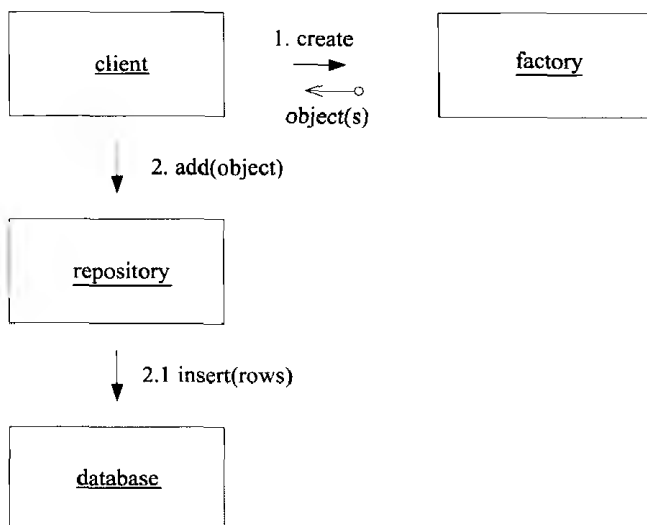 client
1. create
object(s)
factory
2. add(object)
repository
2.1 insert(rows)
database